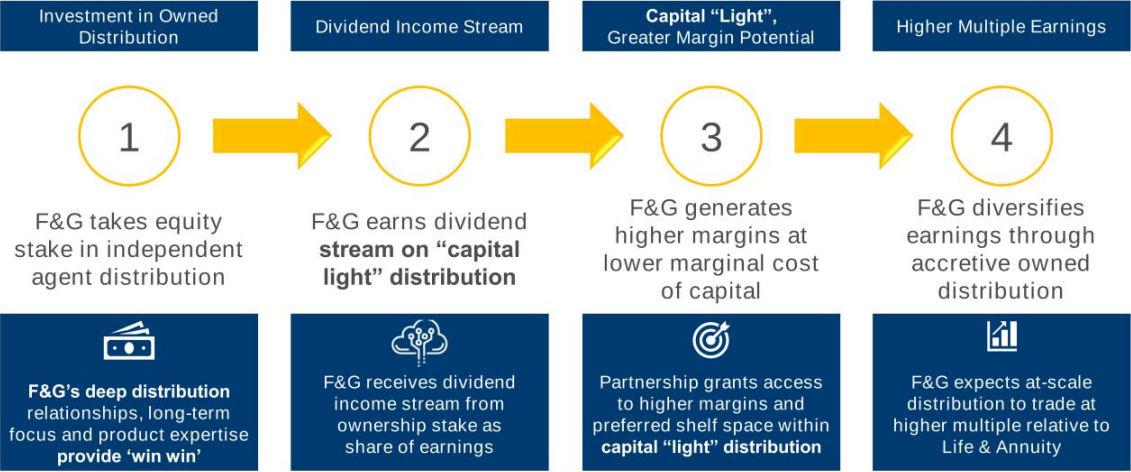 Investment in Owned
Distribution
Dividend Income Stream
Capital “Light”,
Greater Margin Potential
Higher Multiple Earnings
1
2
3
4
F&G takes equity
stake in independent
agent distribution
F&G earns dividend
stream on “capital
light” distribution
F&G generates
higher margins at
lower marginal cost
of capital
F&G diversifies
earnings through
accretive owned
distribution
F&G’s deep distribution
relationships, long-term
focus and product expertise
provide ‘win win’
F&G receives dividend
income stream from
ownership stake as
share of earnings
Partnership grants access
to higher margins and
preferred shelf space within
capital “light” distribution
F&G expects at-scale
distribution to trade at
higher multiple relative to
Life & Annuity